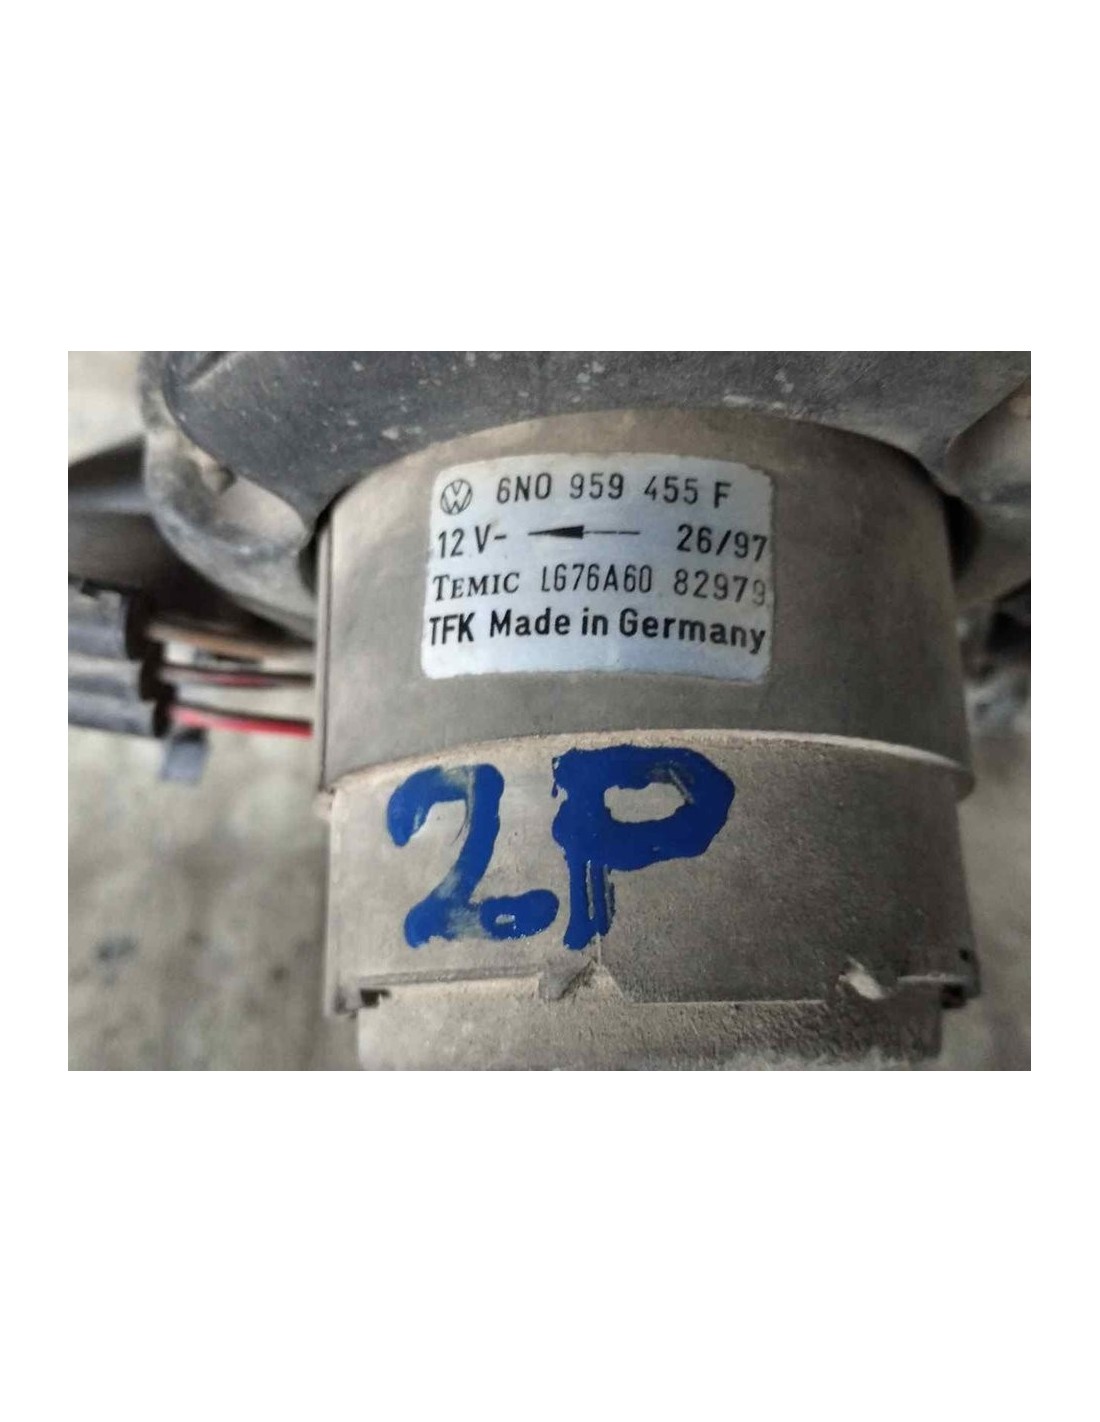 6N0 959 455 F
12 V- 26/97
TEMIC LG76A60 82979
TFK Made in Germany
2P